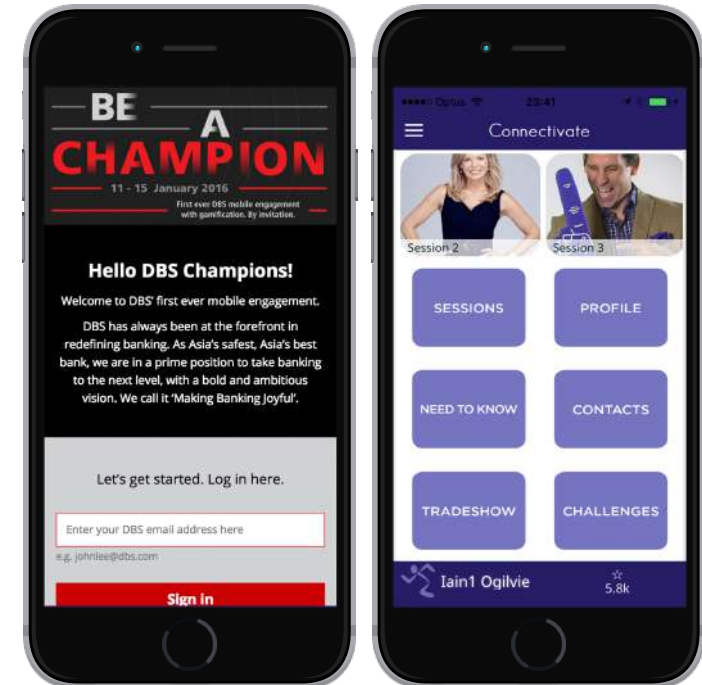 BE
A
CHAMPION
11 - 15 January 2016
First ever DBS mobile engagement
with gamification. By invitation.
Hello DBS Champions!
Welcome to DBS' first ever mobile engagement.
DBS has always been at the forefront in
redefining banking. As Asia's safest, Asia's best
bank, we are in a prime position to take banking
to the next level, with a bold and ambitious
vision. We call it 'Making Banking Joyful'.
Let's get started. Log in here.
Enter your DBS email address here
e.g. johnlee@dbs.com
Sign in
Optus 23:41
Connectivate
Session 2 Session 3
SESSIONS PROFILE
NEED TO KNOW CONTACTS
TRADESHOW CHALLENGES
Iain1 Ogilvie
5.8k